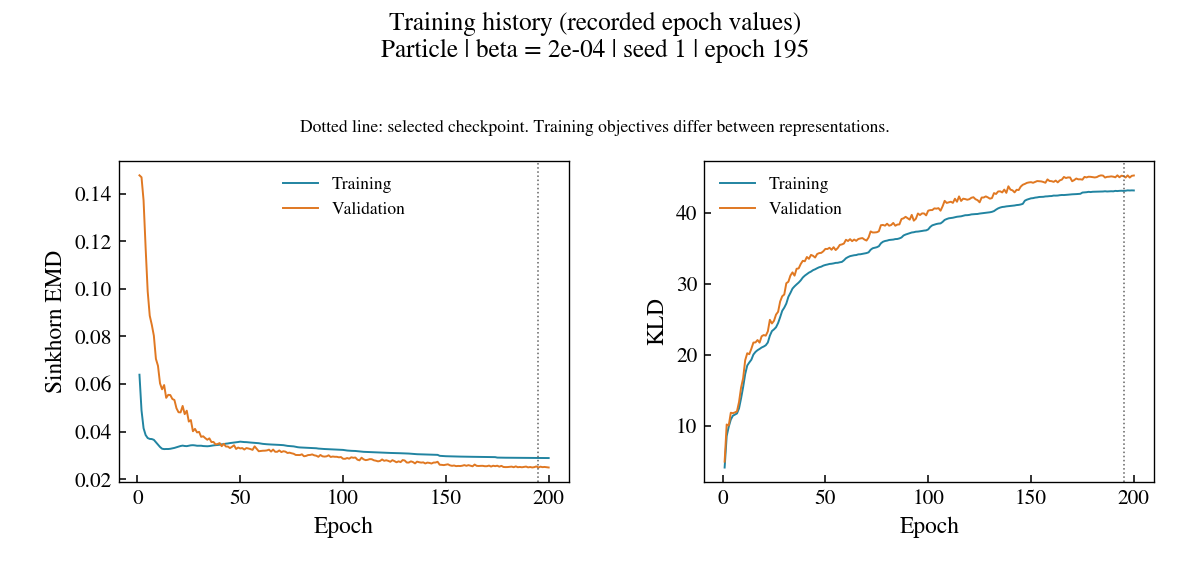 Training history (recorded epoch values)
Particle | beta = 2e-04 | seed 1 | epoch 195
Dotted line: selected checkpoint. Training objectives differ between representations.
Sinkhorn EMD
0.14
0.12
0.10
0.08
0.06
0.04
0.02
Training
Validation
0
50
100
150
200
Epoch
KLD
40
30
20
10
Training
Validation
0
50
100
150
200
Epoch